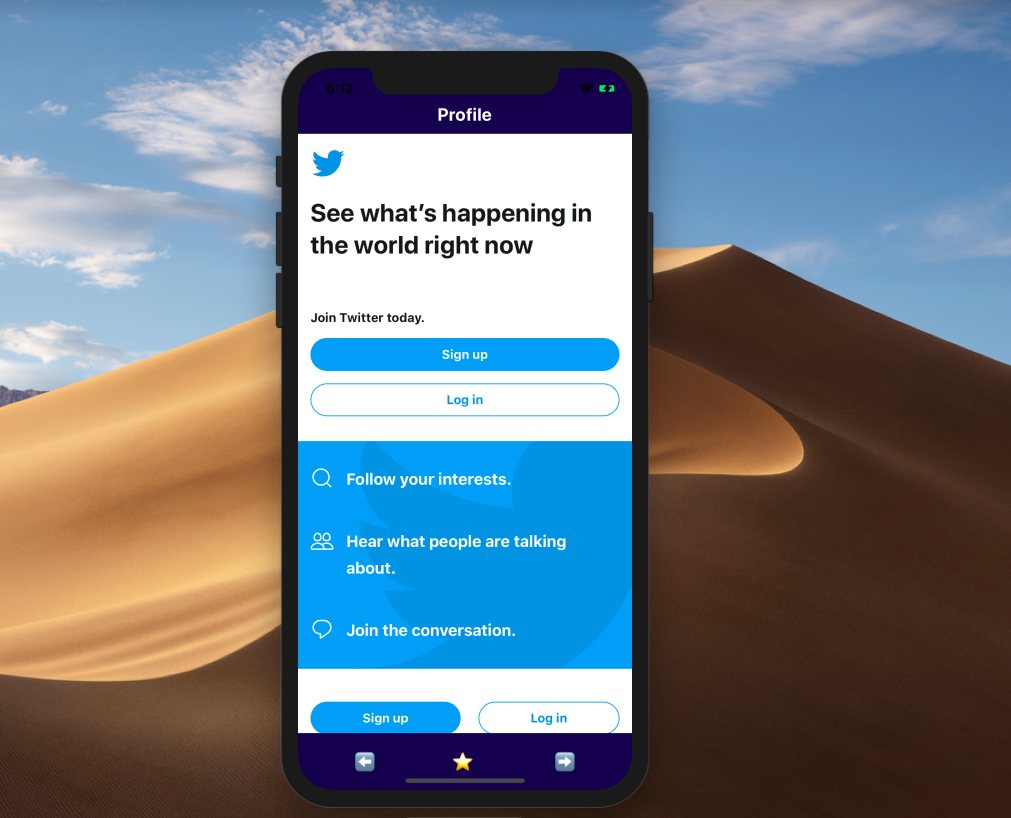 6:12
Profile
See what's happening in
the world right now
Join Twitter today.
Sign up
Log in
Follow your interests.
Hear what people are talking
about.
Join the conversation.
Sign up
Log in